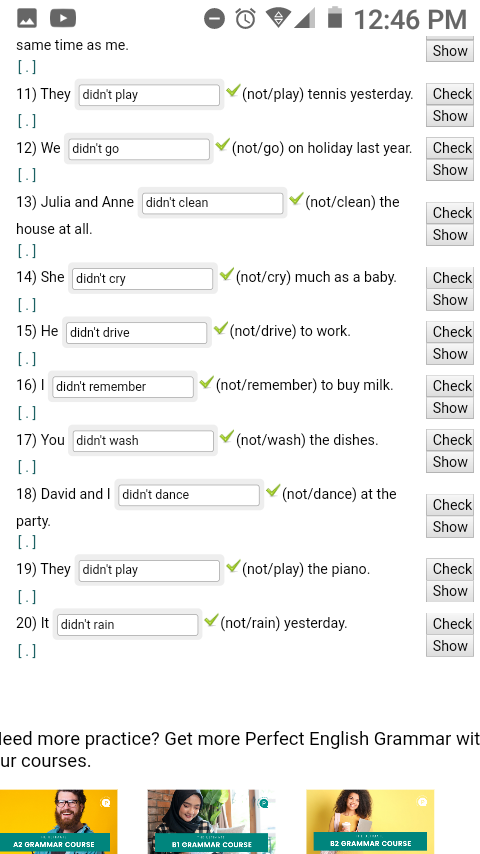 12:46 PM
same time as me.
Show
[ . ]
11) They didn't play (not/play) tennis yesterday.
Check
[ . ]
Show
12) We didn't go (not/go) on holiday last year.
Check
[ . ]
Show
13) Julia and Anne didn't clean (not/clean) the
Check
house at all.
Show
[ . ]
14) She didn't cry (not/cry) much as a baby.
Check
[ . ]
Show
15) He didn't drive (not/drive) to work.
Check
[ . ]
Show
16) I didn't remember (not/remember) to buy milk.
Check
[ . ]
Show
17) You didn't wash (not/wash) the dishes.
Check
[ . ]
Show
18) David and I didn't dance (not/dance) at the
Check
party.
Show
[ . ]
19) They didn't play (not/play) the piano.
Check
[ . ]
Show
20) It didn't rain (not/rain) yesterday.
Check
[ . ]
Show
eed more practice? Get more Perfect English Grammar wit
ur courses.
A2 GRAMMAR COURSE
B1 GRAMMAR COURSE
B2 GRAMMAR COURSE